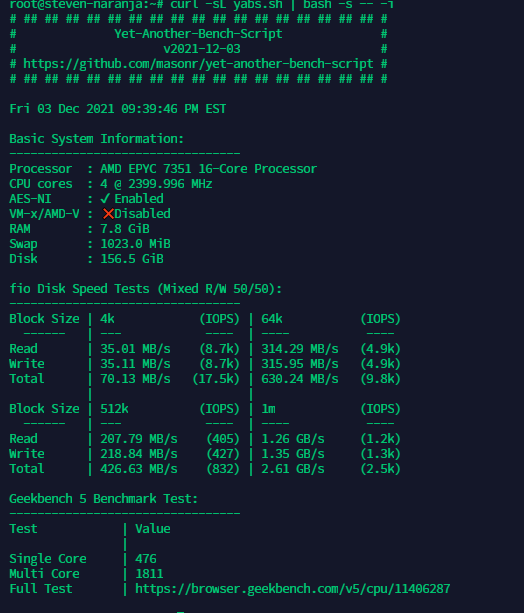 root@steven-naranja:~# curl -sL yabs.sh | bash -s -- -i
# ## ## ## ## ## ## ## ## ## ## ## ## ## ## ## ## ## #
#              Yet-Another-Bench-Script              #
#                     v2021-12-03                    #
# https://github.com/masonr/yet-another-bench-script #
# ## ## ## ## ## ## ## ## ## ## ## ## ## ## ## ## ## #
Fri 03 Dec 2021 09:39:46 PM EST
Basic System Information:
---------------------------------
Processor  : AMD EPYC 7351 16-Core Processor
CPU cores  : 4 @ 2399.996 MHz
AES-NI     : ✔ Enabled
VM-x/AMD-V : ❌ Disabled
RAM        : 7.8 GiB
Swap       : 1023.0 MiB
Disk       : 156.5 GiB
fio Disk Speed Tests (Mixed R/W 50/50):
---------------------------------
Block Size | 4k            (IOPS) | 64k           (IOPS)
  ------   | ---            ----  | ----           ----
Read       | 35.01 MB/s    (8.7k) | 314.29 MB/s   (4.9k)
Write      | 35.11 MB/s    (8.7k) | 315.95 MB/s   (4.9k)
Total      | 70.13 MB/s   (17.5k) | 630.24 MB/s   (9.8k)
           |                      |
Block Size | 512k          (IOPS) | 1m            (IOPS)
  ------   | ---            ----  | ----           ----
Read       | 207.79 MB/s    (405) | 1.26 GB/s     (1.2k)
Write      | 218.84 MB/s    (427) | 1.35 GB/s     (1.3k)
Total      | 426.63 MB/s    (832) | 2.61 GB/s     (2.5k)
Geekbench 5 Benchmark Test:
---------------------------------
Test            | Value
                |
Single Core     | 476
Multi Core      | 1811
Full Test       | https://browser.geekbench.com/v5/cpu/11406287